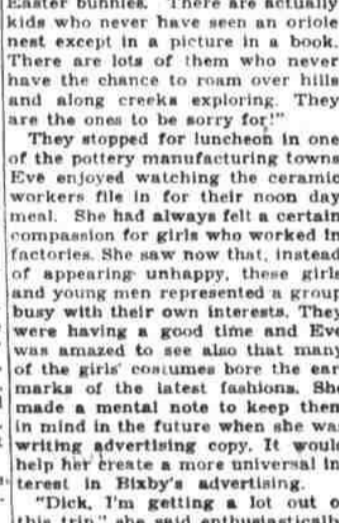 Easter bunnies. There are actually
kids who never have seen an oriole
nest except in a picture in a book.
There are lots of them who never
have the chance to roam over hills
and along creeks exploring. They
are the ones to be sorry for!"
They stopped for luncheon in one
of the pottery manufacturing towns
Eve enjoyed watching the ceramic
workers file in for their noon day
meal. She had always felt a certain
compassion for girls who worked in
factories. She saw now that, instead
of appearing unhappy, these girls
and young men represented a group
busy with their own interests. They
were having a good time and Eve
was amazed to see also that many
of the girls' costumes bore the ear
marks of the latest fashions. She
made a mental note to keep them
in mind in the future when she was
writing advertising copy. It would
help her create a more universal in
terest in Bixby's advertising.
"Dick, I'm getting a lot out o
this trip," she said enthusiastically